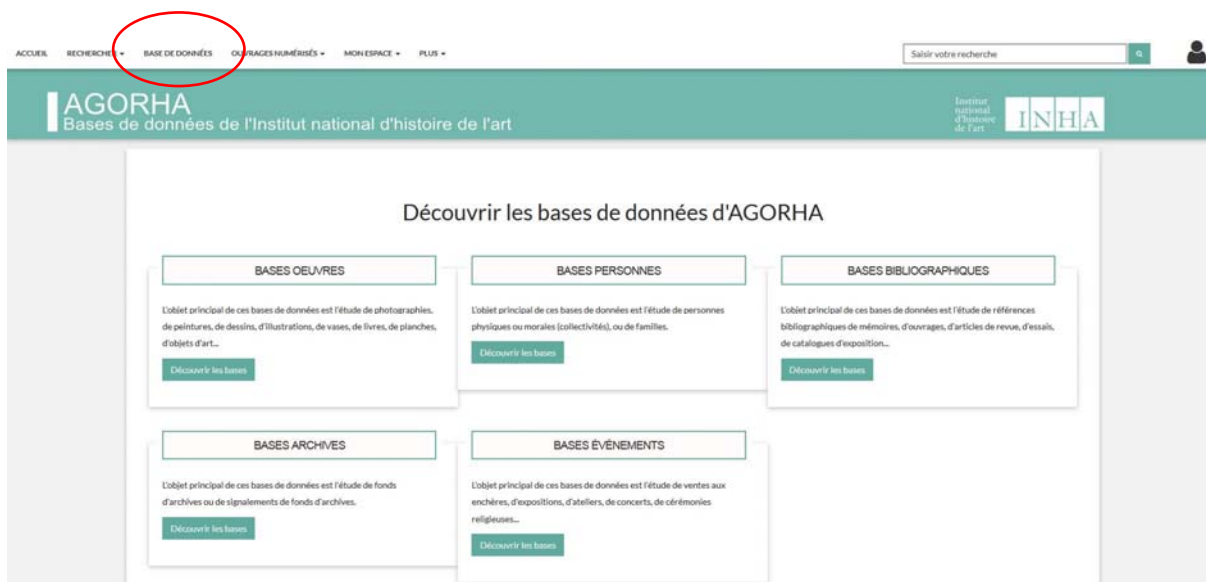 ACCUEIL RECHERCHER BASE DE DONNÉES OUVRAGES NUMÉRISÉS MON ESPACE PLUS Saisir votre recherche
AGORHA
Bases de données de l'Institut national d'histoire de l'art
Institut
national
d'histoire
de l'art
INHA
Découvrir les bases de données d'AGORHA
BASES OEUVRES
L'objet principal de ces bases de données est l'étude de photographies,
de peintures, de dessins, d'illustrations, de vases, de livres, de planches,
d'objets d'art...
Découvrir les bases
BASES PERSONNES
L'objet principal de ces bases de données est l'étude de personnes
physiques ou morales (collectivités), ou de familles.
Découvrir les bases
BASES BIBLIOGRAPHIQUES
L'objet principal de ces bases de données est l'étude de références
bibliographiques de mémoires, d'ouvrages, d'articles de revue, d'essais,
de catalogues d'exposition...
Découvrir les bases
BASES ARCHIVES
L'objet principal de ces bases de données est l'étude de fonds
d'archives ou de signalements de fonds d'archives.
Découvrir les bases
BASES ÉVÉNEMENTS
L'objet principal de ces bases de données est l'étude de ventes aux
enchères, d'expositions, d'ateliers, de concerts, de cérémonies
religieuses...
Découvrir les bases